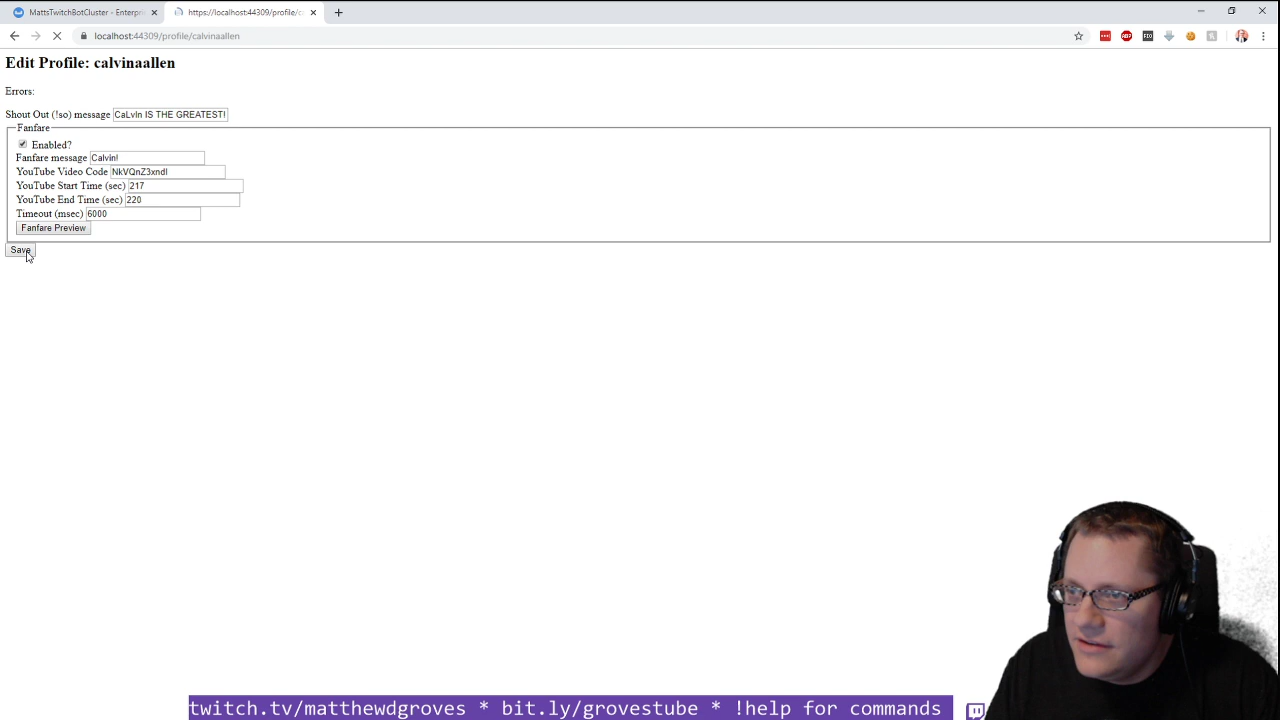 MattsTwitchBotCluster - Enterpri
https://localhost:44309/profile/c
localhost:44309/profile/calvinaallen
Edit Profile: calvinaallen
Errors:
Shout Out (!so) message CaLvIn IS THE GREATEST!
Fanfare
Enabled?
Fanfare message Calvin!
YouTube Video Code NkVQnZ3xndI
YouTube Start Time (sec) 217
YouTube End Time (sec) 220
Timeout (msec) 6000
Fanfare Preview
Save
twitch.tv/matthewdgroves * bit.ly/grovestube * !help for commands